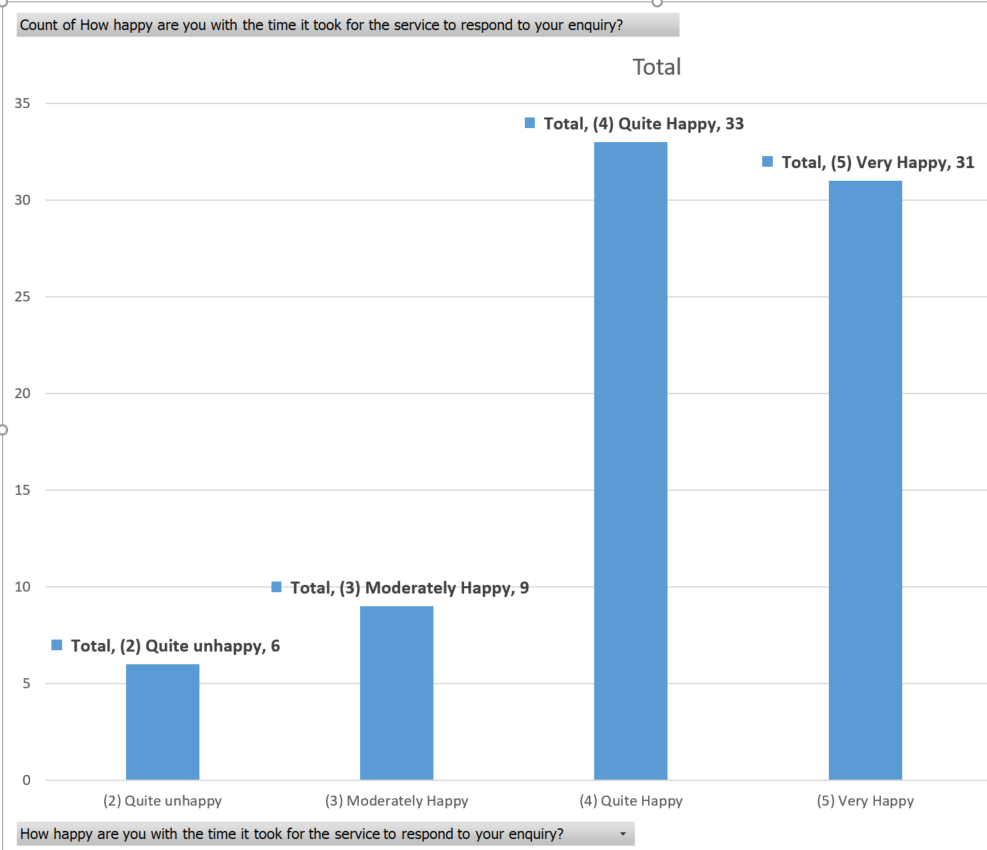 Count of How happy are you with the time it took for the service to respond to your enquiry?
Total
35
Total, (4) Quite Happy, 33
Total, (5) Very Happy, 31
30
25
20
15
10
Total, (3) Moderately Happy, 9
Total, (2) Quite unhappy, 6
5
0
(2) Quite unhappy
(3) Moderately Happy
(4) Quite Happy
(5) Very Happy
How happy are you with the time it took for the service to respond to your enquiry?